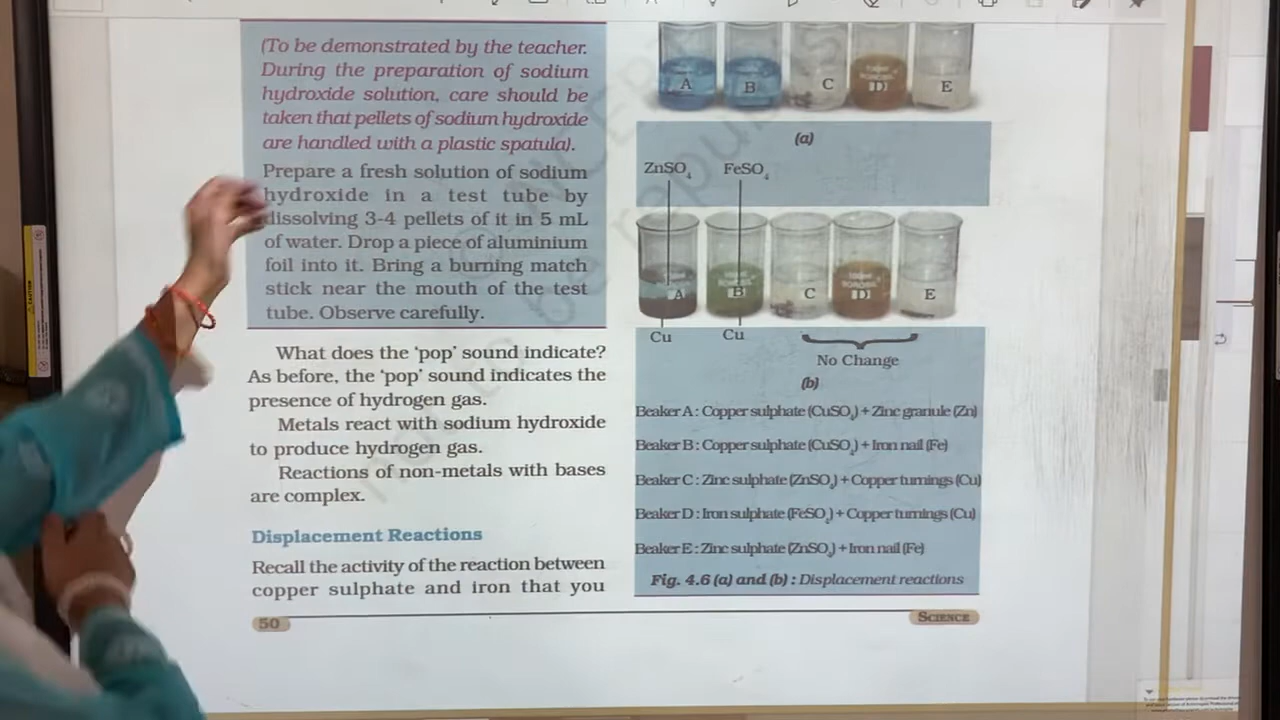 (To be demonstrated by the teacher.
During the preparation of sodium
hydroxide solution, care should be
taken that pellets of sodium hydroxide
are handled with a plastic spatula).
Prepare a fresh solution of sodium
hydroxide in a test tube by
dissolving 3-4 pellets of it in 5 mL
of water. Drop a piece of aluminium
foil into it. Bring a burning match
stick near the mouth of the test
tube. Observe carefully.
What does the ‘pop’ sound indicate?
As before, the ‘pop’ sound indicates the
presence of hydrogen gas.
Metals react with sodium hydroxide
to produce hydrogen gas.
Reactions of non-metals with bases
are complex.
Displacement Reactions
Recall the activity of the reaction between
copper sulphate and iron that you
50
A B C D E
(a)
ZnSO4 FeSO4
A B C D E
Cu Cu
No Change
(b)
Beaker A : Copper sulphate (CuSO4) + Zinc granule (Zn)
Beaker B : Copper sulphate (CuSO4) + Iron nail (Fe)
Beaker C : Zinc sulphate (ZnSO4) + Copper turnings (Cu)
Beaker D : Iron sulphate (FeSO4) + Copper turnings (Cu)
Beaker E : Zinc sulphate (ZnSO4) + Iron nail (Fe)
Fig. 4.6 (a) and (b) : Displacement reactions
SCIENCE